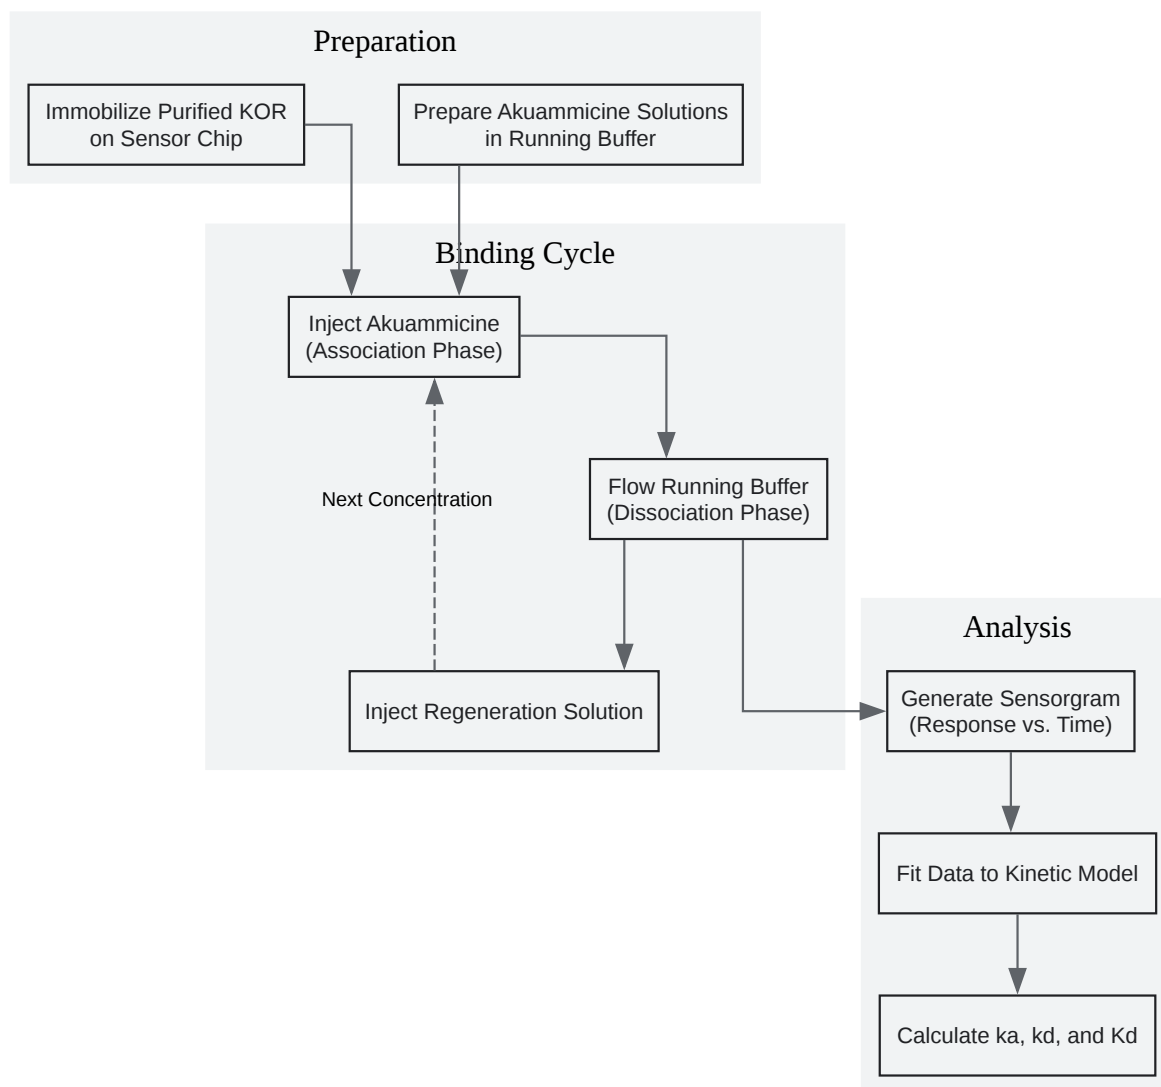 Preparation
Immobilize Purified KOR
on Sensor Chip
Prepare Akuammicine Solutions
in Running Buffer
Binding Cycle
Inject Akuammicine
(Association Phase)
Next Concentration
Flow Running Buffer
(Dissociation Phase)
Inject Regeneration Solution
Analysis
Generate Sensorgram
(Response vs. Time)
Fit Data to Kinetic Model
Calculate ka, kd, and Kd